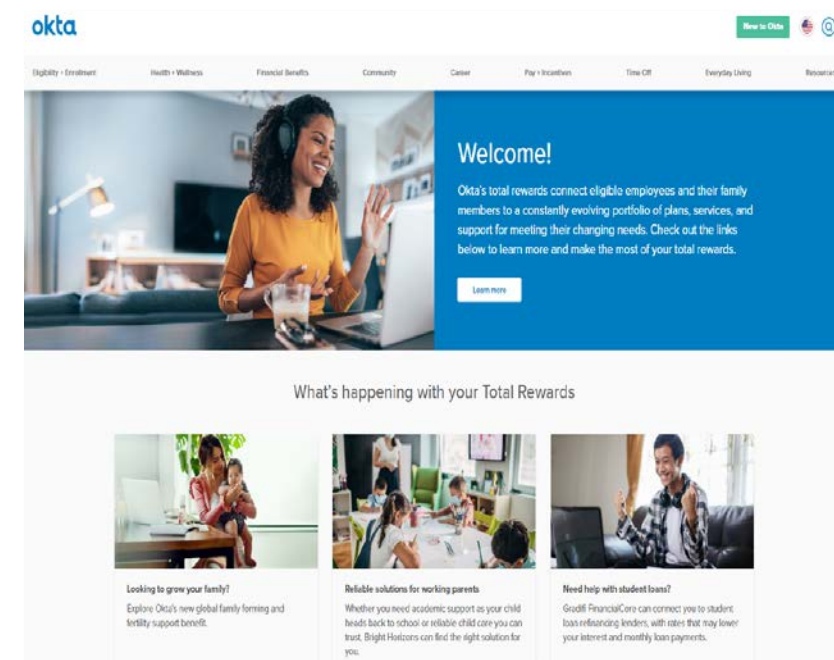 okta
New to Okta
Eligibility + Enrollment
Health + Wellness
Financial Benefits
Community
Career
Pay + Incentives
Time Off
Everyday Living
Resources
Welcome!
Okta's total rewards connect eligible employees and their family
members to a constantly evolving portfolio of plans, services, and
support for meeting their changing needs. Check out the links
below to learn more and make the most of your total rewards.
Learn more
What's happening with your Total Rewards
Looking to grow your family?
Explore Okta's new global family forming and
fertility support benefit.
Reliable solutions for working parents
Whether you need academic support as your child
heads back to school or reliable child care you can
trust, Bright Horizons can find the right solution for
you.
Need help with student loans?
Gradifi FinancialCore can connect you to student
loan refinancing lenders, with rates that may lower
your interest and monthly loan payments.